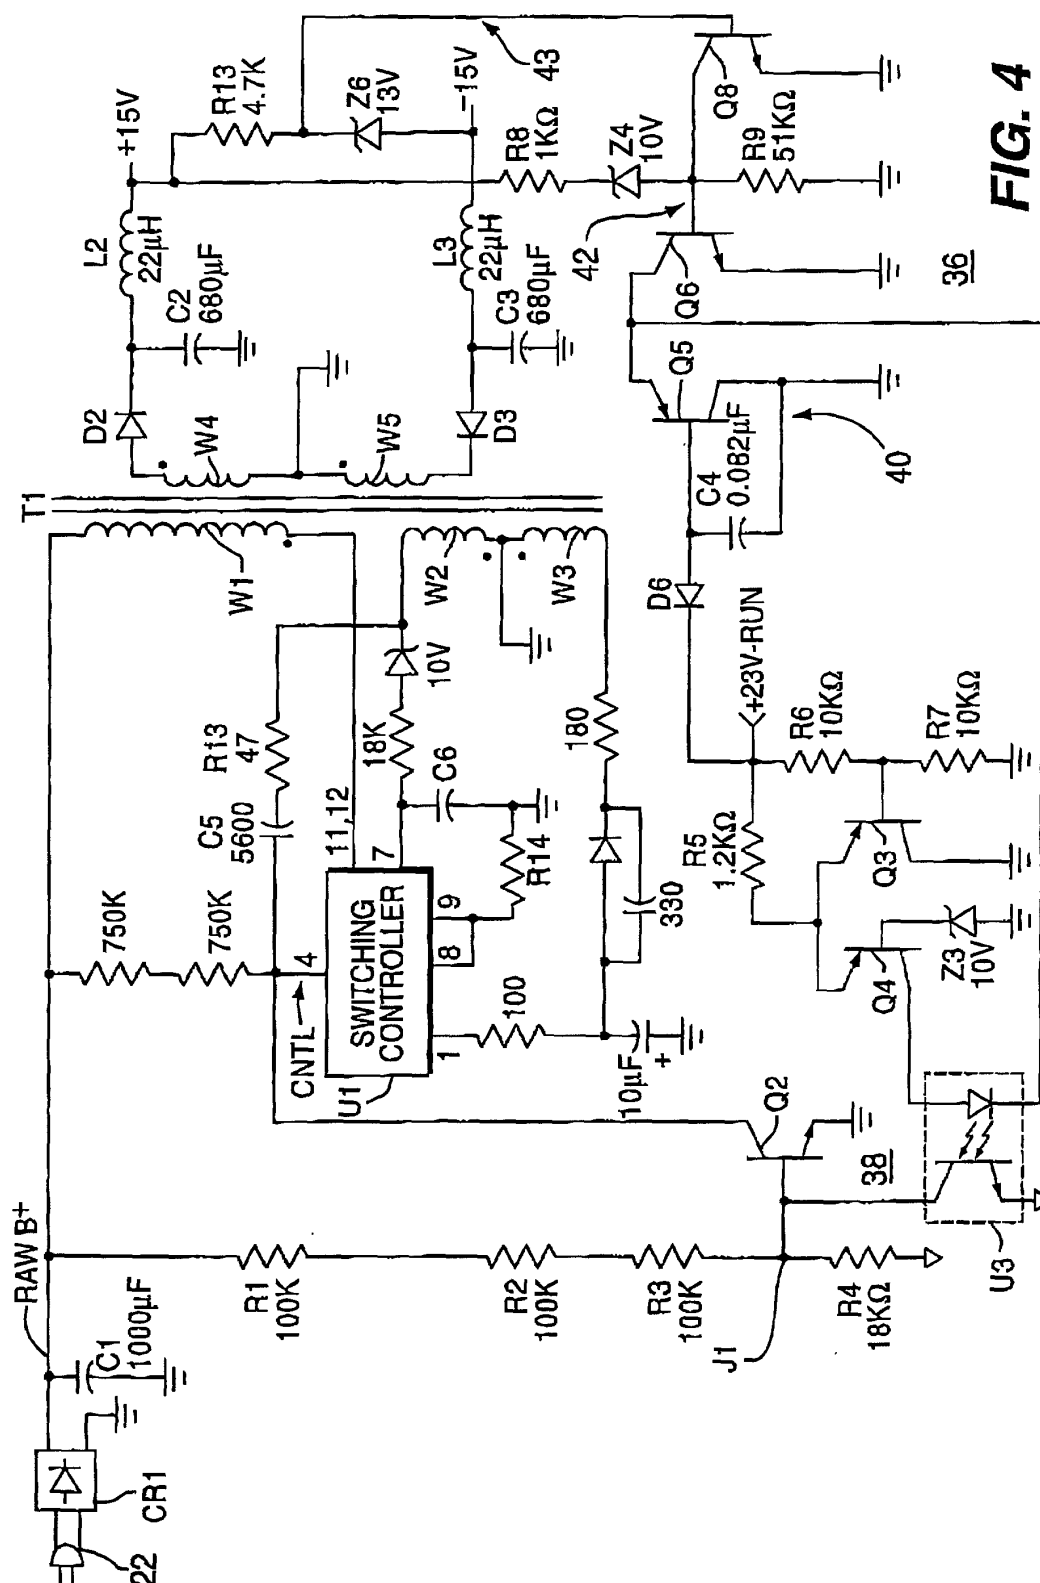 FIG. 4
22
CR1
C1
1000μF
RAW B+
R1
100K
R2
100K
R3
100K
R4
18KΩ
J1
U3
38
Q2
750K
750K
CNTL
4
U1
SWITCHING
CONTROLLER
1
8
9
7
11,12
100
10μF
+
330
180
R14
C6
18K
10V
C5
5600
R13
47
W1
W2
W3
T1
W4
W5
D2
D3
C2
680μF
C3
680μF
L2
22μH
L3
22μH
+15V
-15V
R13
4.7K
Z6
13V
43
R8
1KΩ
Z4
10V
R9
51KΩ
Q8
42
Q6
36
Q5
C4
0.082μF
40
D6
+23V-RUN
R5
1.2KΩ
R6
10KΩ
R7
10KΩ
Q3
Q4
Z3
10V